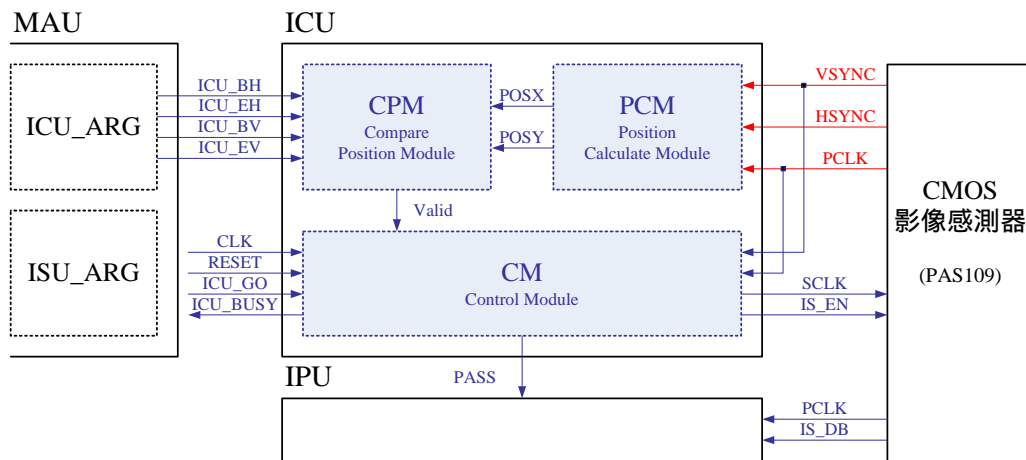 MAU
ICU
ICU_ARG
ICU_BH
ICU_EH
ICU_BV
ICU_EV
CPM
Compare
Position Module
POSX
POSY
PCM
Position
Calculate Module
VSYNC
HSYNC
PCLK
CMOS
影像感測器
(PAS109)
Valid
ISU_ARG
CLK
RESET
ICU_GO
ICU_BUSY
CM
Control Module
SCLK
IS_EN
PASS
IPU
PCLK
IS_DB